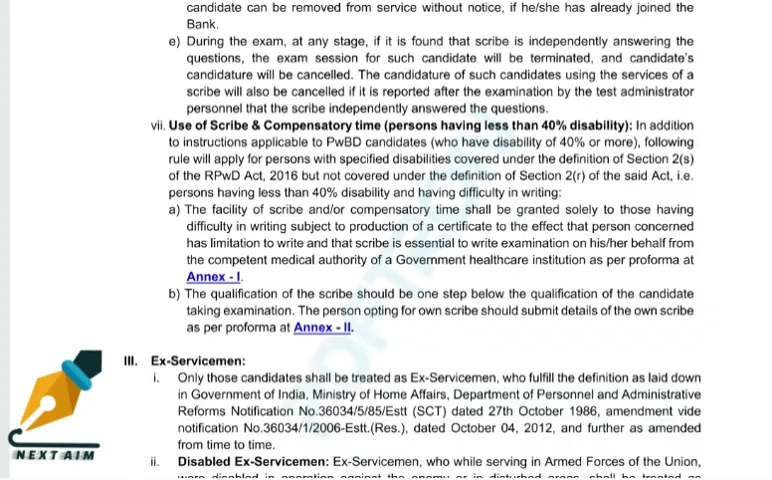 candidate can be removed from service without notice, if he/she has already joined the
Bank.
e) During the exam, at any stage, if it is found that scribe is independently answering the
questions, the exam session for such candidate will be terminated, and candidate's
candidature will be cancelled. The candidature of such candidates using the services of a
scribe will also be cancelled if it is reported after the examination by the test administrator
personnel that the scribe independently answered the questions.
vii. Use of Scribe & Compensatory time (persons having less than 40% disability): In addition
to instructions applicable to PwBD candidates (who have disability of 40% or more), following
rule will apply for persons with specified disabilities covered under the definition of Section 2(s)
of the RPwD Act, 2016 but not covered under the definition of Section 2(r) of the said Act, i.e.
persons having less than 40% disability and having difficulty in writing:
a) The facility of scribe and/or compensatory time shall be granted solely to those having
difficulty in writing subject to production of a certificate to the effect that person concerned
has limitation to write and that scribe is essential to write examination on his/her behalf from
the competent medical authority of a Government healthcare institution as per proforma at
Annex - I.
b) The qualification of the scribe should be one step below the qualification of the candidate
taking examination. The person opting for own scribe should submit details of the own scribe
as per proforma at Annex - II.
III. Ex-Servicemen:
i. Only those candidates shall be treated as Ex-Servicemen, who fulfill the definition as laid down
in Government of India, Ministry of Home Affairs, Department of Personnel and Administrative
Reforms Notification No.36034/5/85/Estt (SCT) dated 27th October 1986, amendment vide
notification No.36034/1/2006-Estt.(Res.), dated October 04, 2012, and further as amended
from time to time.
NEXT AIM
ii. Disabled Ex-Servicemen: Ex-Servicemen, who while serving in Armed Forces of the Union,
were disabled in operation against the enemy or in disturbed areas, shall be treated as